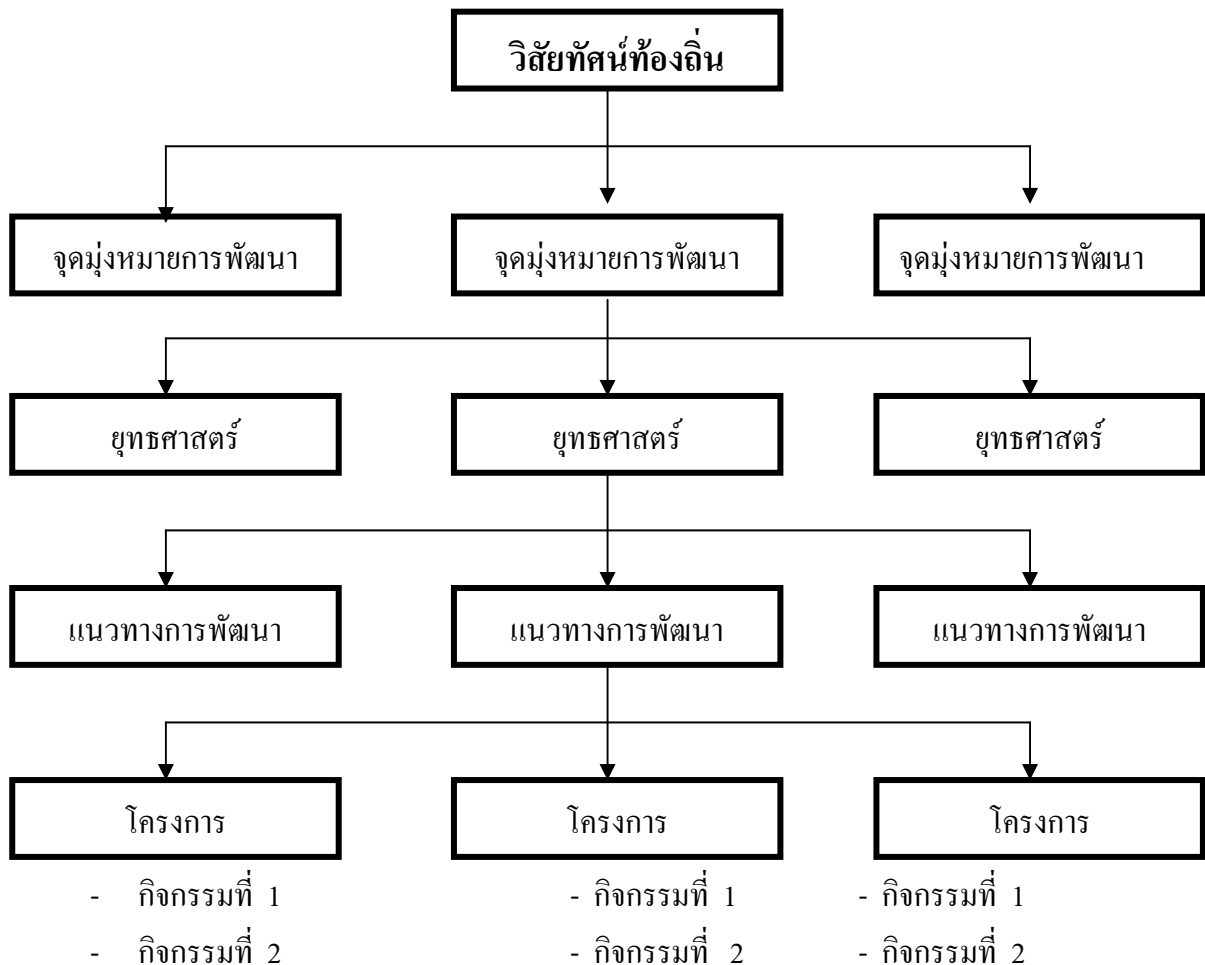 วิสัยทัศน์ท้องถิ่น
จุดมุ่งหมายการพัฒนา จุดมุ่งหมายการพัฒนา จุดมุ่งหมายการพัฒนา
ยุทธศาสตร์ ยุทธศาสตร์ ยุทธศาสตร์
แนวทางการพัฒนา แนวทางการพัฒนา แนวทางการพัฒนา
โครงการ โครงการ โครงการ
- กิจกรรมที่ 1 - กิจกรรมที่ 1 - กิจกรรมที่ 1
- กิจกรรมที่ 2 - กิจกรรมที่ 2 - กิจกรรมที่ 2